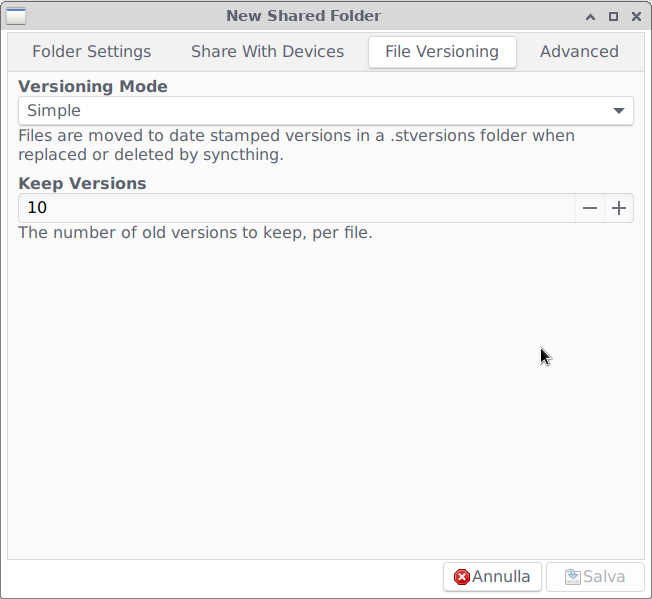 New Shared Folder
Folder Settings Share With Devices File Versioning Advanced
Versioning Mode
Simple
Files are moved to date stamped versions in a .stversions folder when
replaced or deleted by syncthing.
Keep Versions
10
The number of old versions to keep, per file.
Annulla Salva